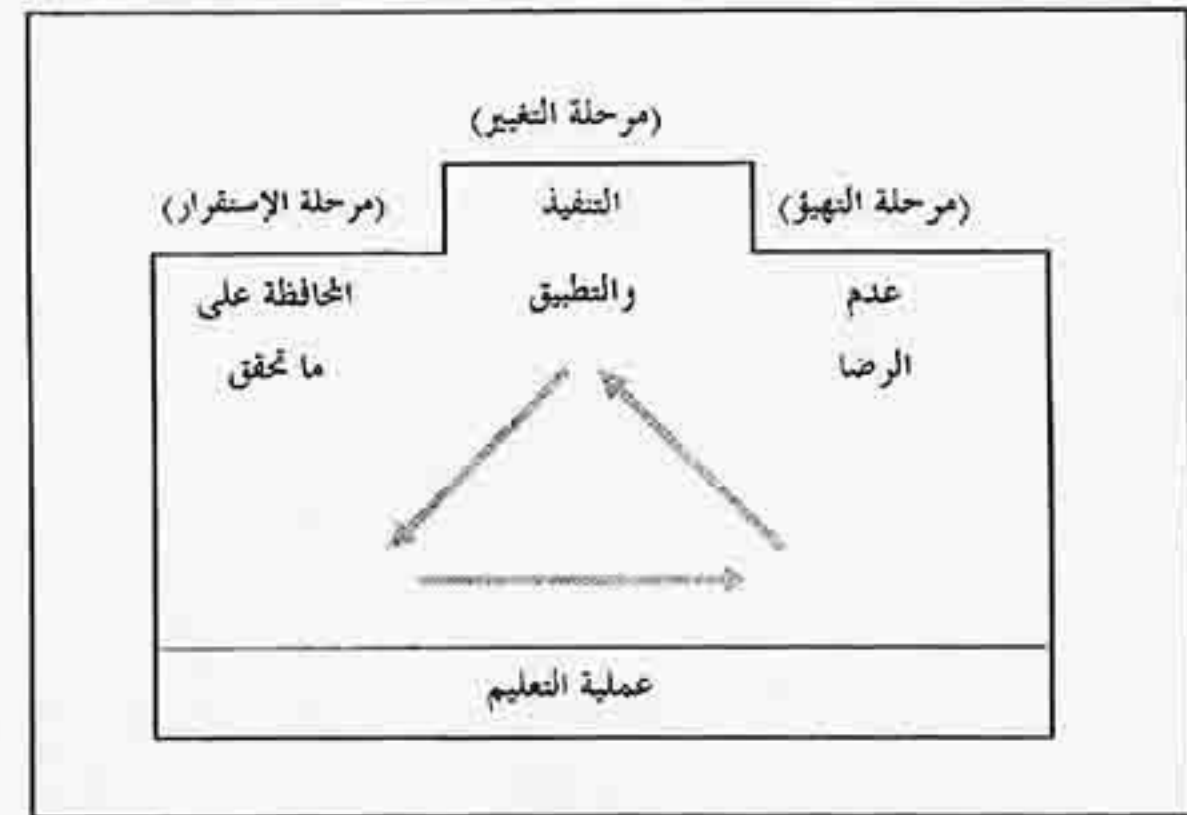 (مرحلة التغيير)
(مرحلة التهيؤ)
عدم
الرضا
التنفيذ
والتطبيق
(مرحلة الإستقرار)
المحافظة على
ما تحقق
عملية التعليم